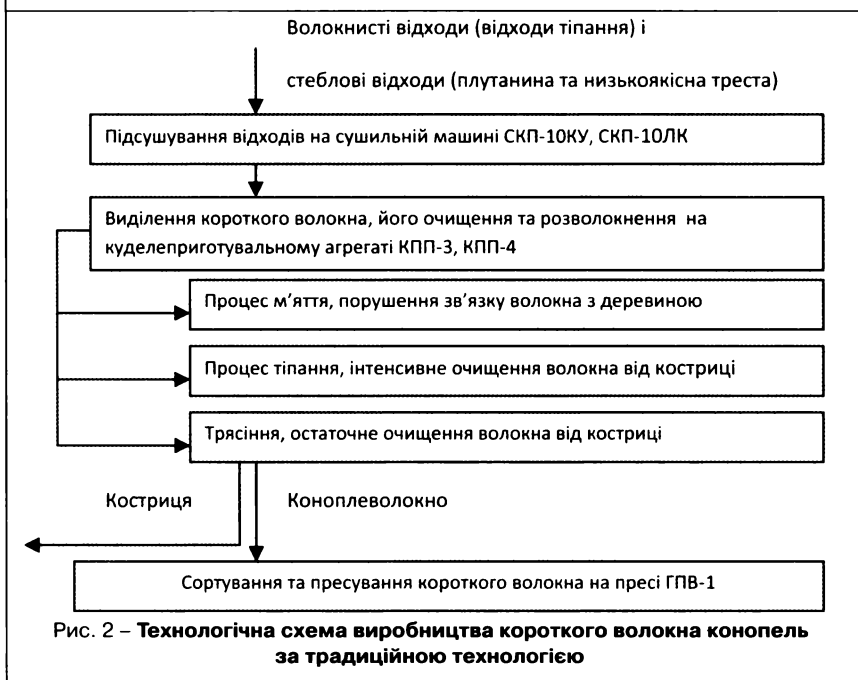 Волокнисті відходи (відходи тіпання) і
стеблові відходи (плутанина та низькоякісна треста)
Підсушування відходів на сушильній машині СКП-10КУ, СКП-10ЛК
Виділення короткого волокна, його очищення та розволокнення на
куделеприготувальному агрегаті КПП-3, КПП-4
Процес м'яття, порушення зв'язку волокна з деревиною
Процес тіпання, інтенсивне очищення волокна від костриці
Трясіння, остаточне очищення волокна від костриці
Костриця
Коноплеволокно
Сортування та пресування короткого волокна на пресі ГПВ-1
Рис. 2 – Технологічна схема виробництва короткого волокна конопель
за традиційною технологією